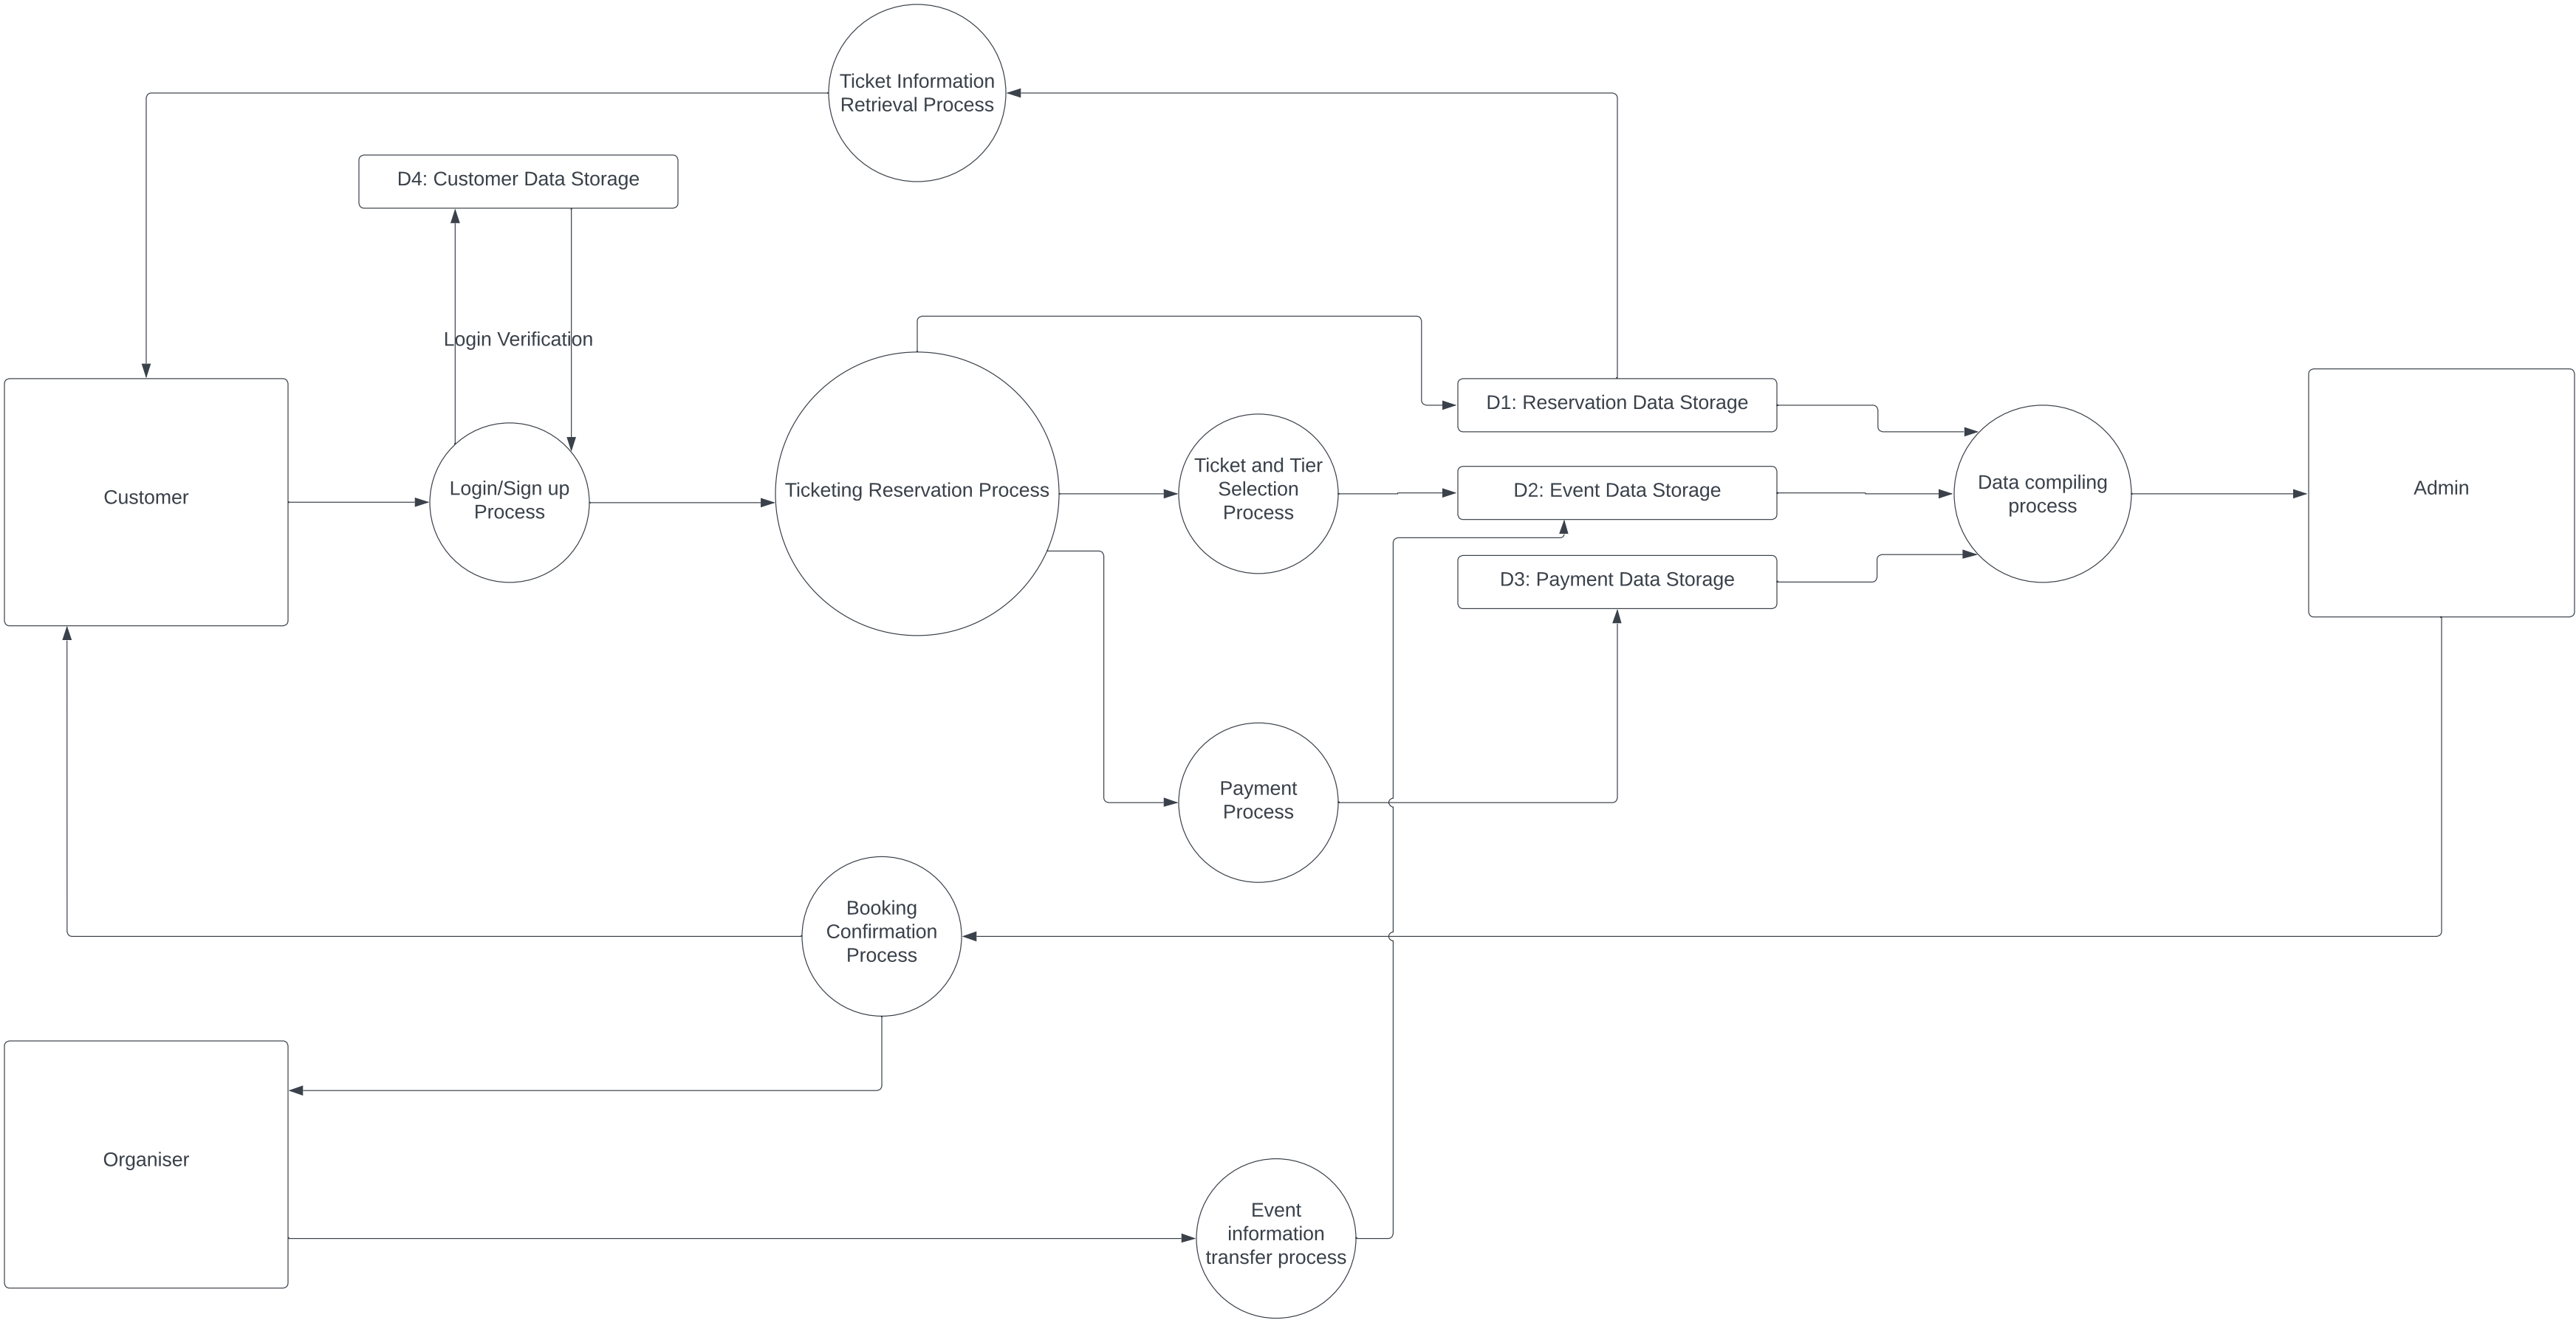 Ticket Information
Retrieval Process
D4: Customer Data Storage
Login Verification
Customer
Login/Sign up
Process
Ticketing Reservation Process
Ticket and Tier
Selection
Process
D1: Reservation Data Storage
D2: Event Data Storage
D3: Payment Data Storage
Data compiling
process
Admin
Payment
Process
Booking
Confirmation
Process
Organiser
Event
information
transfer process